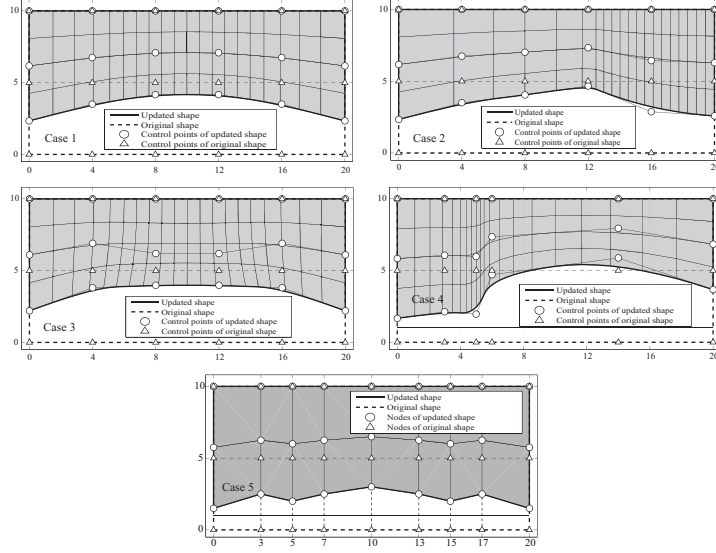 10
5
0
Updated shape
Original shape
Control points of updated shape
Control points of original shape
Case 1
0 4 8 12 16 20
10
5
0
Updated shape
Original shape
Control points of updated shape
Control points of original shape
Case 2
0 4 8 12 16 20
10
5
0
Updated shape
Original shape
Control points of updated shape
Control points of original shape
Case 3
0 4 8 12 16 20
10
5
0
Updated shape
Original shape
Control points of updated shape
Control points of original shape
Case 4
0 4 8 12 16 20
10
5
0
Updated shape
Original shape
Nodes of updated shape
Nodes of original shape
Case 5
0 3 5 7 10 13 15 17 20